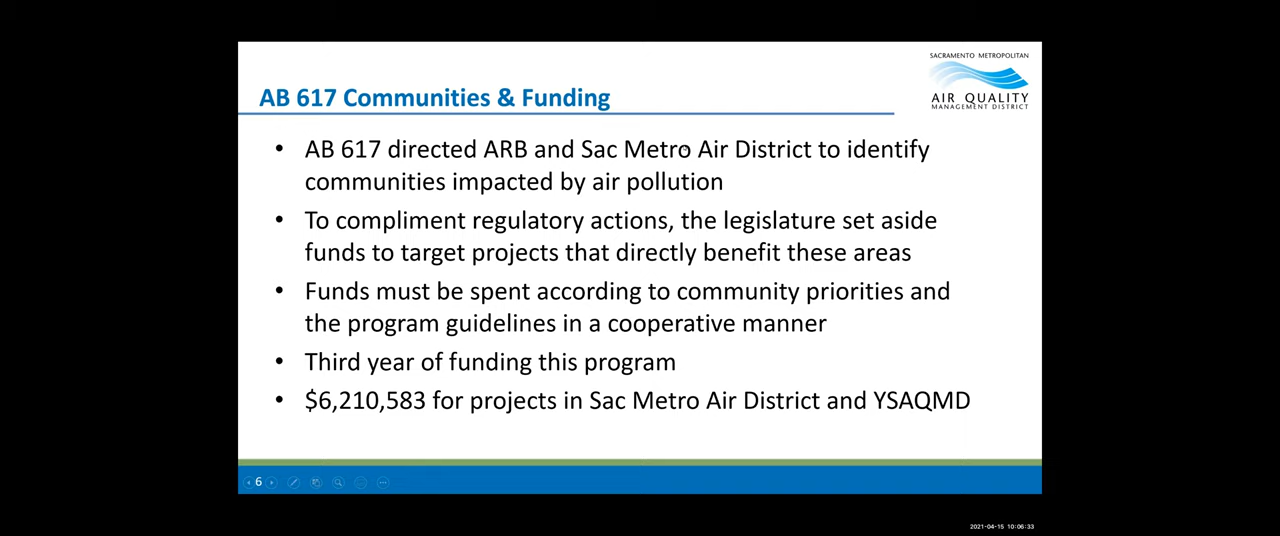 SACRAMENTO METROPOLITAN
AIR QUALITY
MANAGEMENT DISTRICT
AB 617 Communities & Funding
• AB 617 directed ARB and Sac Metro Air District to identify
communities impacted by air pollution
• To compliment regulatory actions, the legislature set aside
funds to target projects that directly benefit these areas
• Funds must be spent according to community priorities and
the program guidelines in a cooperative manner
• Third year of funding this program
• $6,210,583 for projects in Sac Metro Air District and YSAQMD
6
2021-04-15 10:06:33